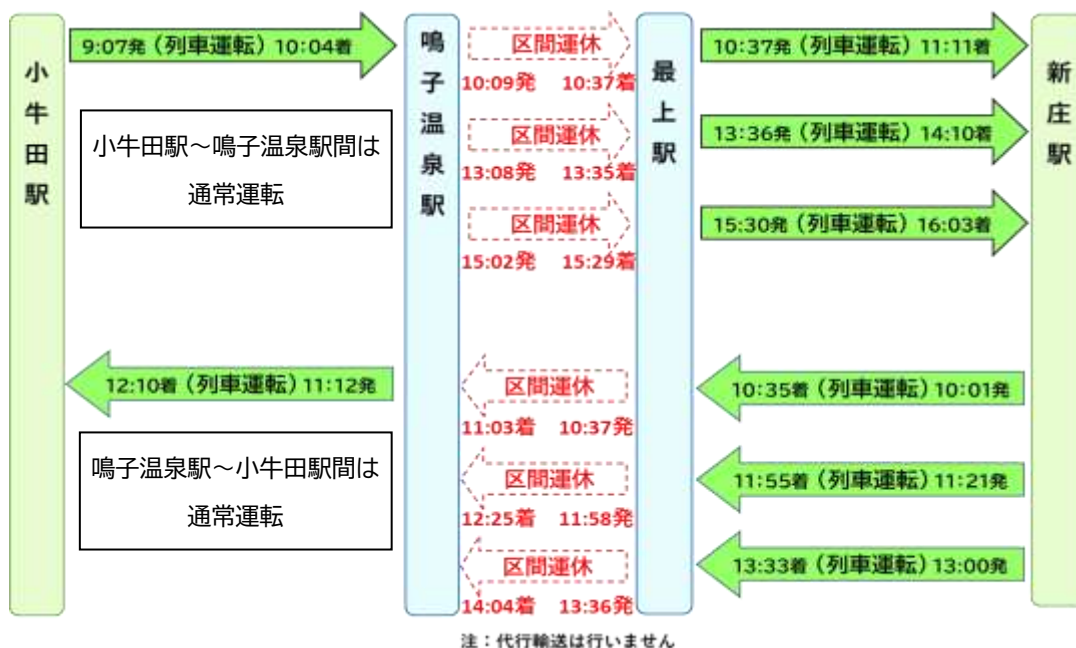 小牛田駅
9:07発（列車運転）10:04着
小牛田駅～鳴子温泉駅間は
通常運転
12:10着（列車運転）11:12発
鳴子温泉駅～小牛田駅間は
通常運転
鳴子温泉駅
区間運休
10:09発 10:37着
区間運休
13:08発 13:35着
区間運休
15:02発 15:29着
区間運休
11:03着 10:37発
区間運休
12:25着 11:58発
区間運休
14:04着 13:36発
最上駅
10:37発（列車運転）11:11着
13:36発（列車運転）14:10着
15:30発（列車運転）16:03着
10:35着（列車運転）10:01発
11:55着（列車運転）11:21発
13:33着（列車運転）13:00発
新庄駅
注：代行輸送は行いません